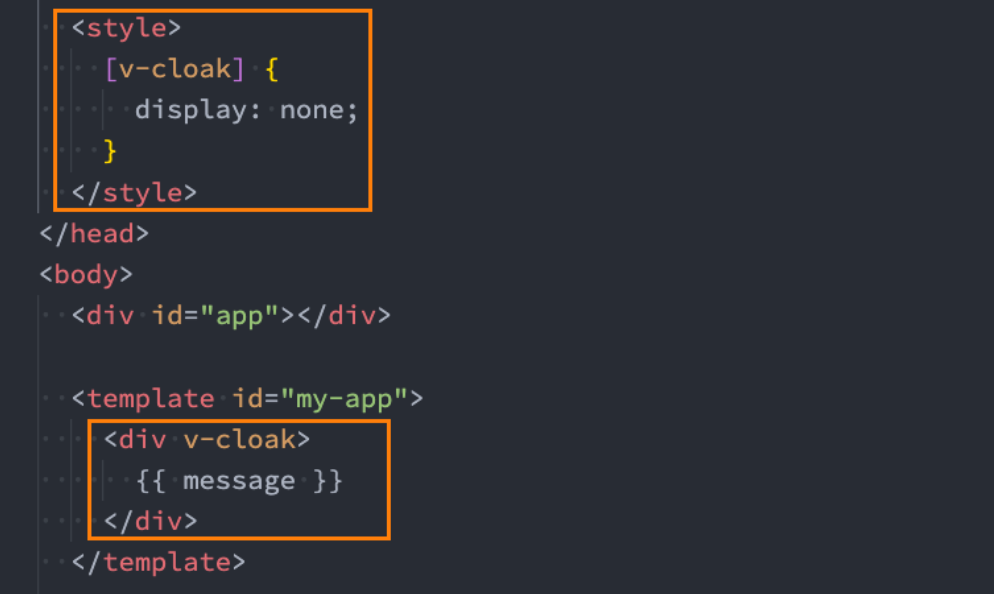 <style>
[v-cloak] {
display: none;
}
</style>
</head>
<body>
<div id="app"></div>
<template id="my-app">
<div v-cloak>
{{ message }}
</div>
</template>